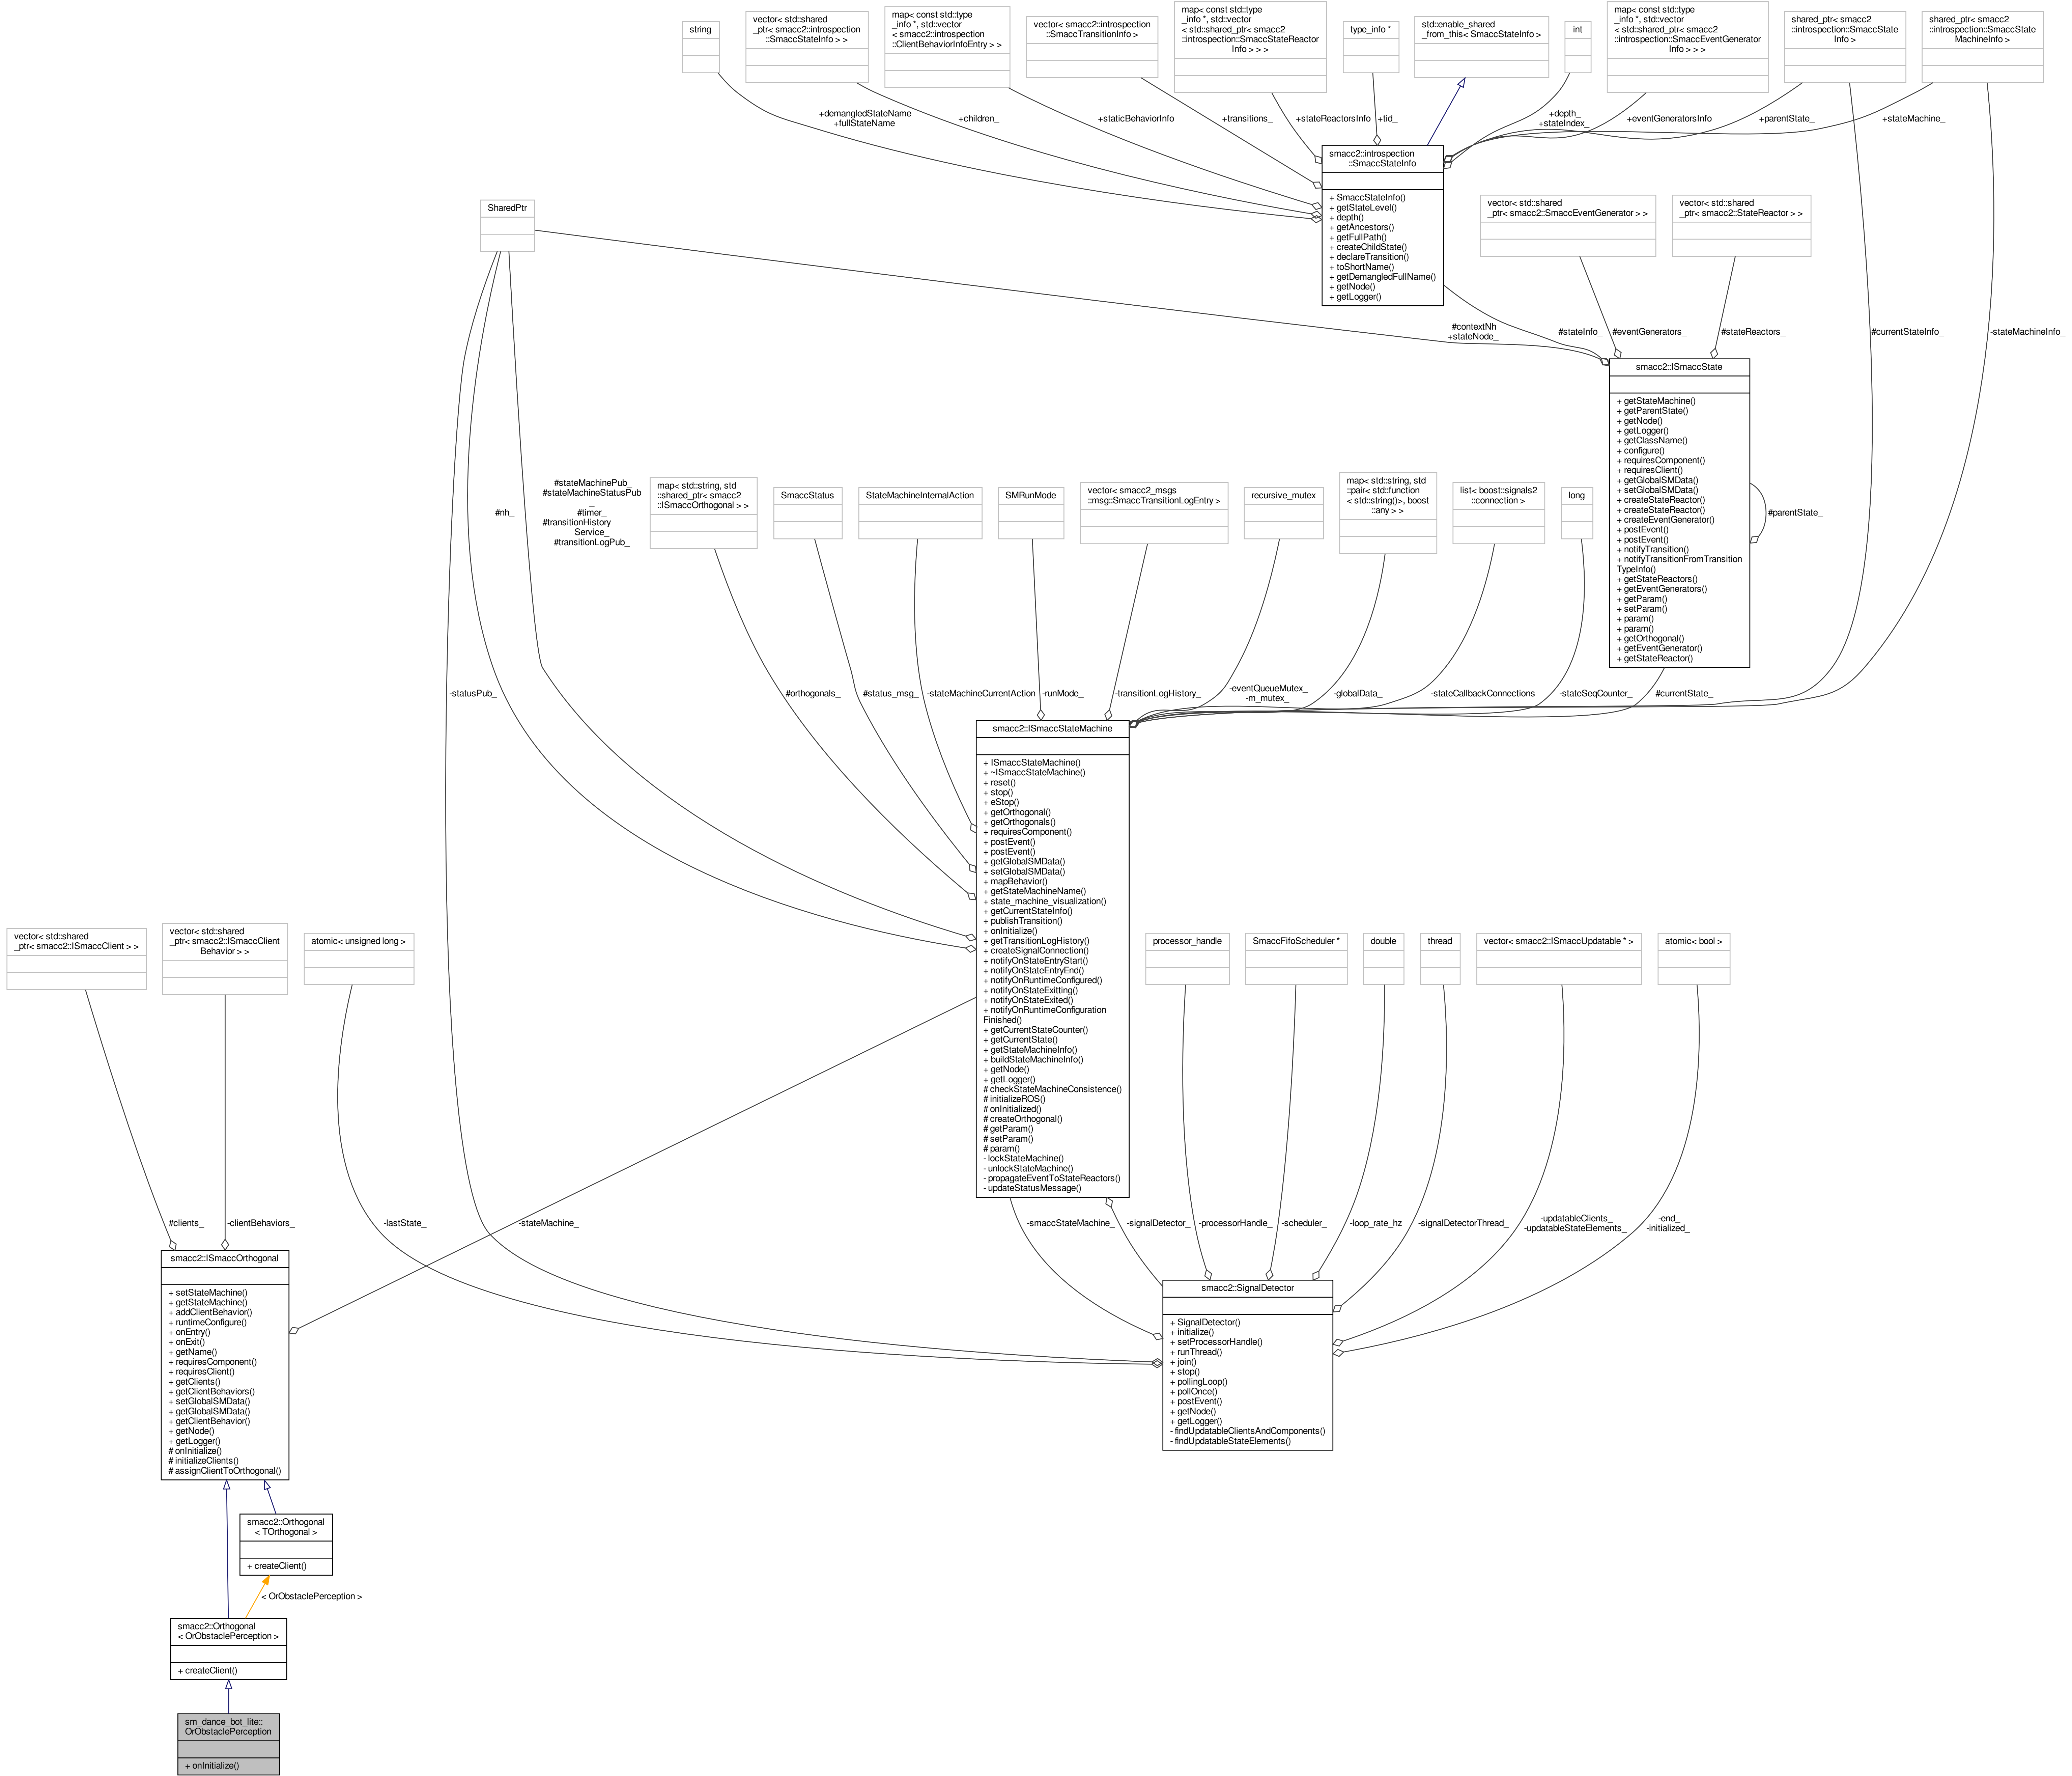 string
vector< std::shared
_ptr< smacc2::introspection
::SmaccStateInfo > >
map< const std::type
_info *, std::vector
< smacc2::introspection
::ClientBehaviorInfoEntry > >
vector< smacc2::introspection
::SmaccTransitionInfo >
map< const std::type
_info *, std::vector
< std::shared_ptr< smacc2
::introspection::SmaccStateReactor
Info > > >
type_info *
std::enable_shared
_from_this< SmaccStateInfo >
int
map< const std::type
_info *, std::vector
< std::shared_ptr< smacc2
::introspection::SmaccEventGenerator
Info > > >
shared_ptr< smacc2
::introspection::SmaccState
Info >
shared_ptr< smacc2
::introspection::SmaccState
MachineInfo >
+demangledStateName
+fullStateName
+children_
+staticBehaviorInfo
+transitions_
+stateReactorsInfo
+tid_
+depth_
+stateIndex_
+eventGeneratorsInfo
+parentState_
+stateMachine_
smacc2::introspection
::SmaccStateInfo
+ SmaccStateInfo()
+ getStateLevel()
+ depth()
+ getAncestors()
+ getFullPath()
+ createChildState()
+ declareTransition()
+ toShortName()
+ getDemangledFullName()
+ getNode()
+ getLogger()
SharedPtr
vector< std::shared
_ptr< smacc2::SmaccEventGenerator > >
vector< std::shared
_ptr< smacc2::StateReactor > >
#contextNh
+stateNode_
#stateInfo_
#eventGenerators_
#stateReactors_
#currentStateInfo_
-stateMachineInfo_
smacc2::ISmaccState
+ getStateMachine()
+ getParentState()
+ getNode()
+ getLogger()
+ getClassName()
+ configure()
+ requiresComponent()
+ requiresClient()
+ getGlobalSMData()
+ setGlobalSMData()
+ createStateReactor()
+ createStateReactor()
+ createEventGenerator()
+ postEvent()
+ postEvent()
+ notifyTransition()
+ notifyTransitionFromTransition
TypeInfo()
+ getStateReactors()
+ getEventGenerators()
+ getParam()
+ setParam()
+ param()
+ param()
+ getOrthogonal()
+ getEventGenerator()
+ getStateReactor()
#parentState_
#nh_
#stateMachinePub_
#stateMachineStatusPub
_
#timer_
#transitionHistory
Service_
#transitionLogPub_
map< std::string, std
::shared_ptr< smacc2
::ISmaccOrthogonal > >
SmaccStatus
StateMachineInternalAction
SMRunMode
vector< smacc2_msgs
::msg::SmaccTransitionLogEntry >
recursive_mutex
map< std::string, std
::pair< std::function
< std::string()>, boost
::any > >
list< boost::signals2
::connection >
long
-statusPub_
#orthogonals_
#status_msg_
-stateMachineCurrentAction
-runMode_
-transitionLogHistory_
-eventQueueMutex_
-m_mutex_
-globalData_
-stateCallbackConnections
-stateSeqCounter_
#currentState_
smacc2::ISmaccStateMachine
+ ISmaccStateMachine()
+ ~ISmaccStateMachine()
+ reset()
+ stop()
+ eStop()
+ getOrthogonal()
+ getOrthogonals()
+ requiresComponent()
+ postEvent()
+ postEvent()
+ getGlobalSMData()
+ setGlobalSMData()
+ mapBehavior()
+ getStateMachineName()
+ state_machine_visualization()
+ getCurrentStateInfo()
+ publishTransition()
+ onInitialize()
+ getTransitionLogHistory()
+ createSignalConnection()
+ notifyOnStateEntryStart()
+ notifyOnStateEntryEnd()
+ notifyOnRuntimeConfigured()
+ notifyOnStateExitting()
+ notifyOnStateExited()
+ notifyOnRuntimeConfiguration
Finished()
+ getCurrentStateCounter()
+ getCurrentState()
+ getStateMachineInfo()
+ buildStateMachineInfo()
+ getNode()
+ getLogger()
# checkStateMachineConsistence()
# initializeROS()
# onInitialized()
# createOrthogonal()
# getParam()
# setParam()
# param()
- lockStateMachine()
- unlockStateMachine()
- propagateEventToStateReactors()
- updateStatusMessage()
vector< std::shared
_ptr< smacc2::ISmaccClient > >
vector< std::shared
_ptr< smacc2::ISmaccClient
Behavior > >
atomic< unsigned long >
processor_handle
SmaccFifoScheduler *
double
thread
vector< smacc2::ISmaccUpdatable * >
atomic< bool >
#clients_
-clientBehaviors_
-stateMachine_
-lastState_
-smaccStateMachine_
-signalDetector_
-processorHandle_
-scheduler_
-loop_rate_hz
-signalDetectorThread_
-updatableClients_
-updatableStateElements_
-end_
-initialized_
smacc2::ISmaccOrthogonal
+ setStateMachine()
+ getStateMachine()
+ addClientBehavior()
+ runtimeConfigure()
+ onEntry()
+ onExit()
+ getName()
+ requiresComponent()
+ requiresClient()
+ getClients()
+ getClientBehaviors()
+ setGlobalSMData()
+ getGlobalSMData()
+ getClientBehavior()
+ getNode()
+ getLogger()
# onInitialize()
# initializeClients()
# assignClientToOrthogonal()
smacc2::SignalDetector
+ SignalDetector()
+ initialize()
+ setProcessorHandle()
+ runThread()
+ join()
+ stop()
+ pollingLoop()
+ pollOnce()
+ postEvent()
+ getNode()
+ getLogger()
- findUpdatableClientsAndComponents()
- findUpdatableStateElements()
smacc2::Orthogonal
< TOrthogonal >
+ createClient()
< OrObstaclePerception >
smacc2::Orthogonal
< OrObstaclePerception >
+ createClient()
sm_dance_bot_lite::
OrObstaclePerception
+ onInitialize()